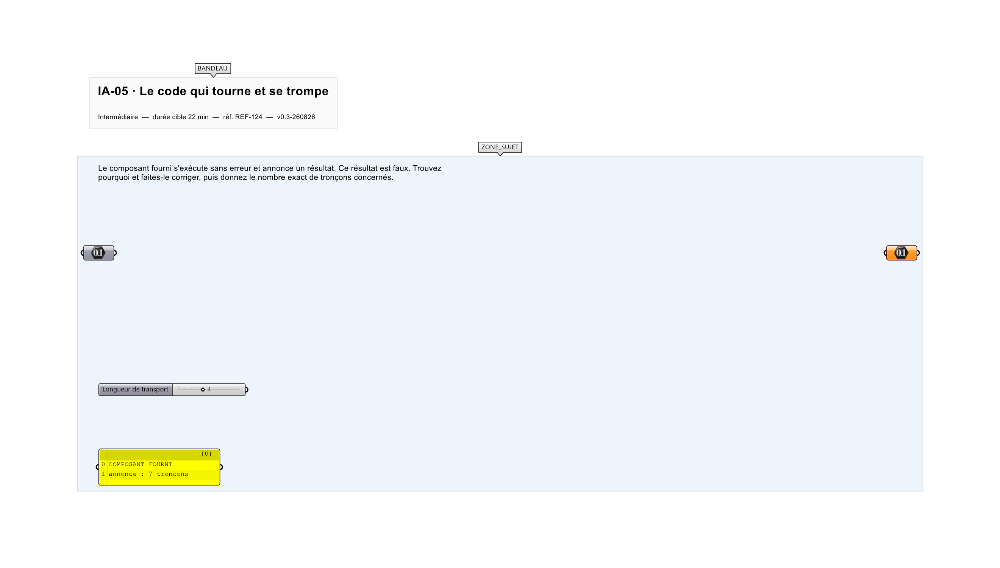 BANDEAU
IA-05 · Le code qui tourne et se trompe
Intermédiaire — durée cible 22 min — réf. REF-124 — v0.3-260826
ZONE_SUJET
Le composant fourni s'exécute sans erreur et annonce un résultat. Ce résultat est faux. Trouvez
pourquoi et faites-le corriger, puis donnez le nombre exact de tronçons concernés.
0.1
0.1
Longueur de transport 4
{0}
0 COMPOSANT FOURNI
1 annonce : 7 troncons